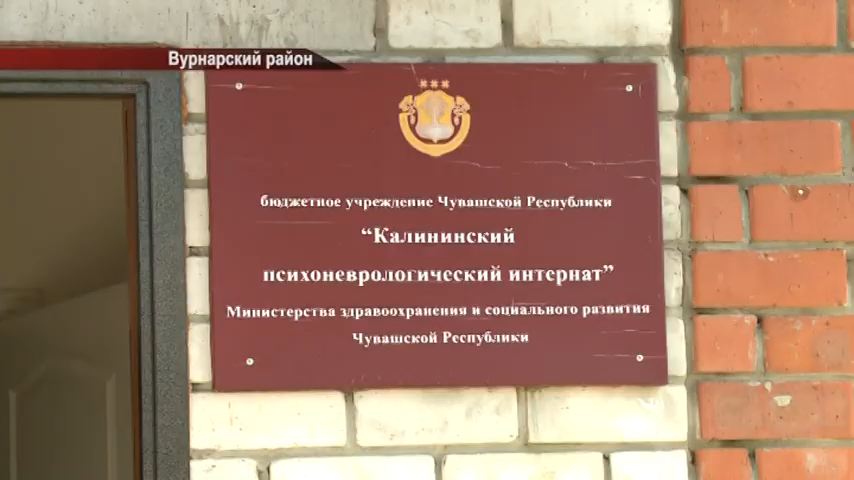 Вурнарский район
бюджетное учреждение Чувашской Республики
“Калининский
психоневрологический интернат”
Министерства здравоохранения и социального развития
Чувашской Республики